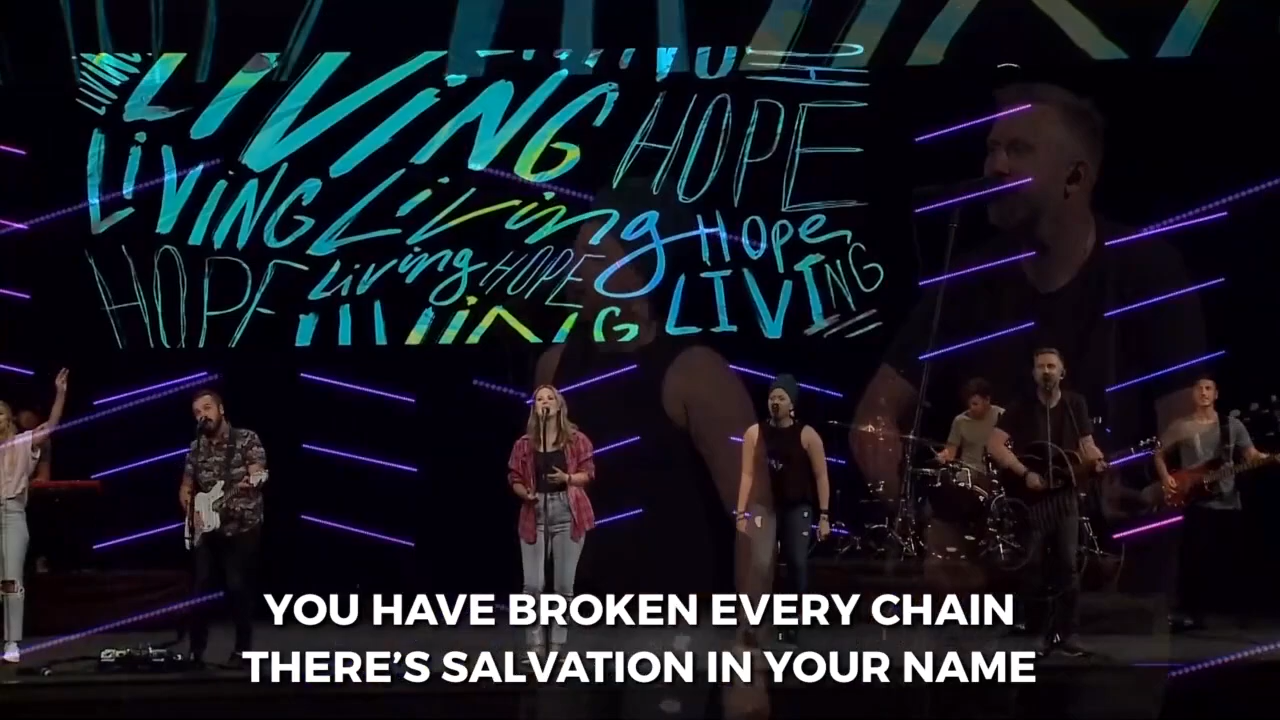 LIVING
LIVING
HOPE
LIVING
Living
Hope
HOPE
Living
HOPE
LIVING
YOU HAVE BROKEN EVERY CHAIN
THERE’S SALVATION IN YOUR NAME